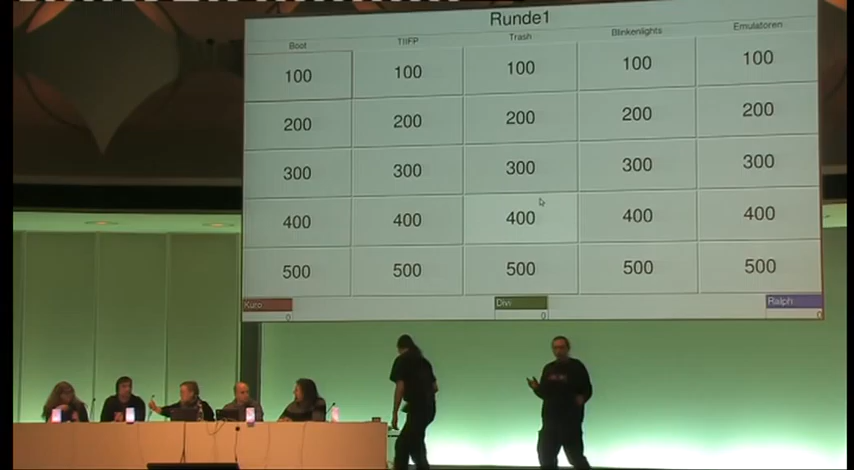 Runde1
Boot TIIFP Trash Blinkenlights Emulatoren
100 100 100 100 100
200 200 200 200 200
300 300 300 300 300
400 400 400 400 400
500 500 500 500 500
Kuro Divi Ralph
0 0 0